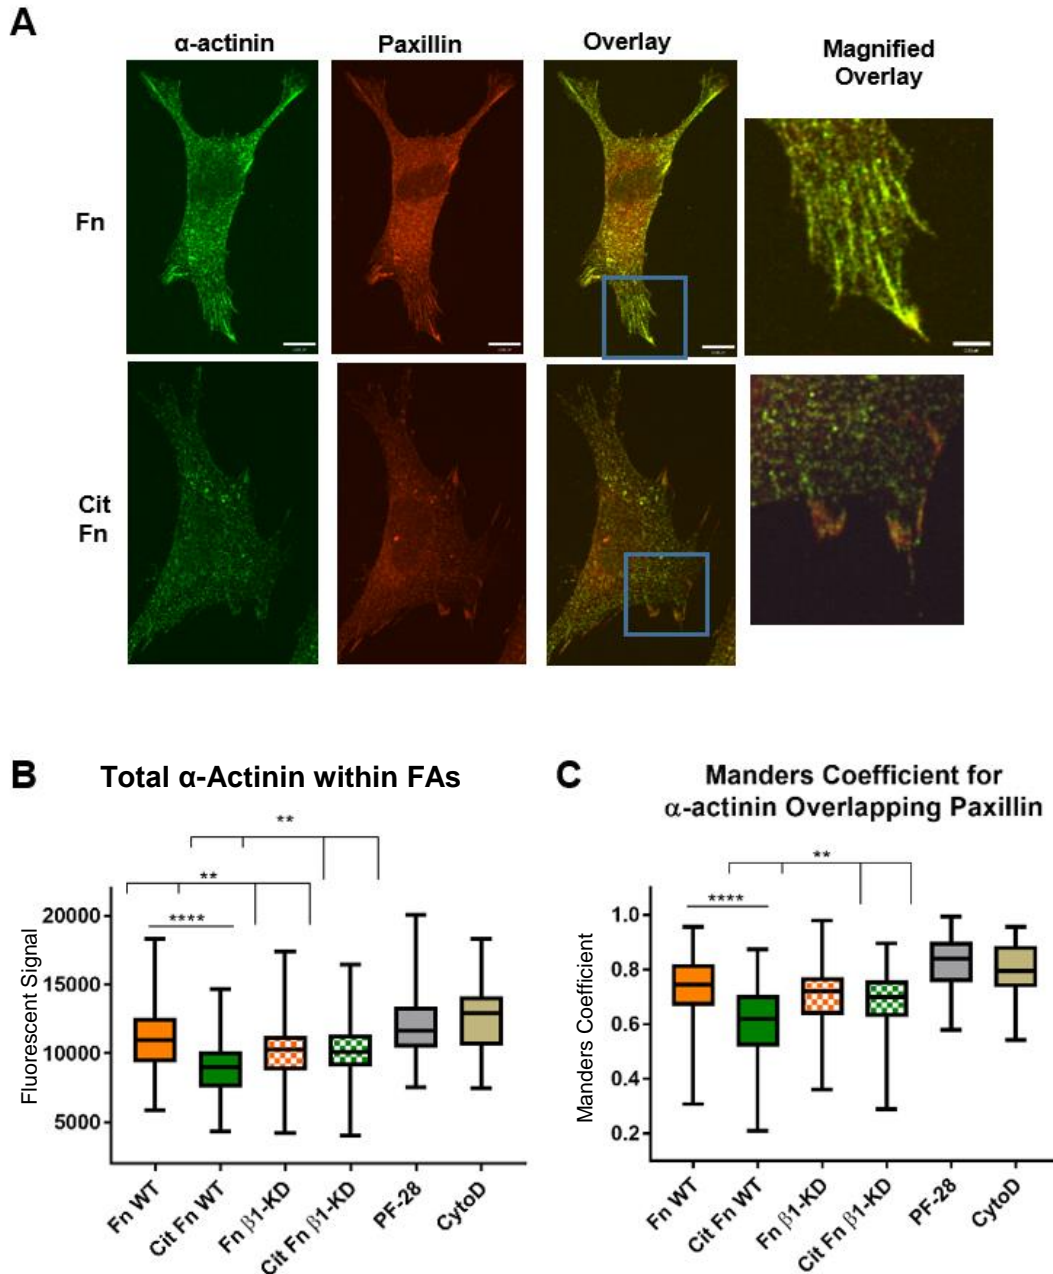 A
α-actinin
Paxillin
Overlay
Magnified
Overlay
Fn
Cit
Fn
B
Total α-Actinin within FAs
**
**
****
20000
15000
10000
5000
Fluorescent Signal
Fn WT
Cit Fn WT
Fn β1-KD
Cit Fn β1-KD
PF-28
CytoD
C
Manders Coefficient for
α-actinin Overlapping Paxillin
**
****
1.0
0.8
0.6
0.4
0.2
Manders Coefficient
Fn WT
Cit Fn WT
Fn β1-KD
Cit Fn β1-KD
PF-28
CytoD